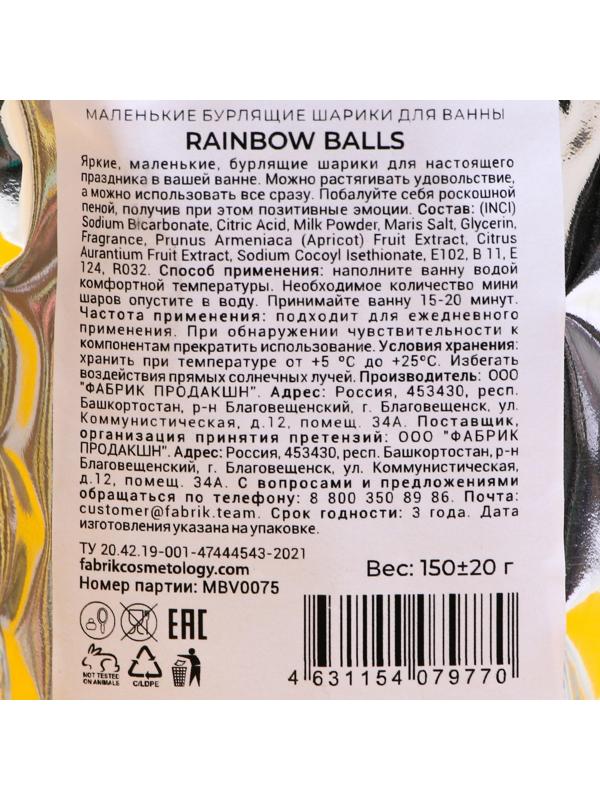 МАЛЕНЬКИЕ БУРЛЯЩИЕ ШАРИКИ ДЛЯ ВАННЫ
RAINBOW BALLS
Яркие, маленькие, бурлящие шарики для настоящего
праздника в вашей ванне. Можно растягивать удовольствие,
а можно использовать все сразу. Побалуйте себя роскошной
пеной, получив при этом позитивные эмоции. Состав: (INCI)
Sodium Bicarbonate, Citric Acid, Milk Powder, Maris Salt, Glycerin,
Fragrance, Prunus Armeniaca (Apricot) Fruit Extract, Citrus
Aurantium Fruit Extract, Sodium Cocoyl Isethionate, E102, B 11, E
124, R032. Способ применения: наполните ванну водой
комфортной температуры. Необходимое количество мини
шаров опустите в воду. Принимайте ванну 15-20 минут.
Частота применения: подходит для ежедневного
применения. При обнаружении чувствительности к
компонентам прекратить использование. Условия хранения:
хранить при температуре от +5 °С до +25°С. Избегать
воздействия прямых солнечных лучей. Производитель: ООО
"ФАБРИК ПРОДАКШН". Адрес: Россия, 453430, респ.
Башкортостан, р-н Благовещенский, г. Благовещенск, ул.
Коммунистическая, д.12, помещ. 34А. Поставщик,
организация принятия претензий: ООО "ФАБРИК
ПРОДАКШН". Адрес: Россия, 453430, респ. Башкортостан, р-н
Благовещенский, г. Благовещенск, ул. Коммунистическая,
д.12, помещ. 34А. С вопросами и предложениями
обращаться по телефону: 8 800 350 89 86. Почта:
customer@fabrik.team. Срок годности: 3 года. Дата
изготовления указана на упаковке.
ТУ 20.42.19-001-47444543-2021
fabrikcosmetology.com
Вес: 150±20 г
Номер партии: MBV0075
EAC
NOT TESTED
ON ANIMALS
4
C/LDPE
4 631154 079770